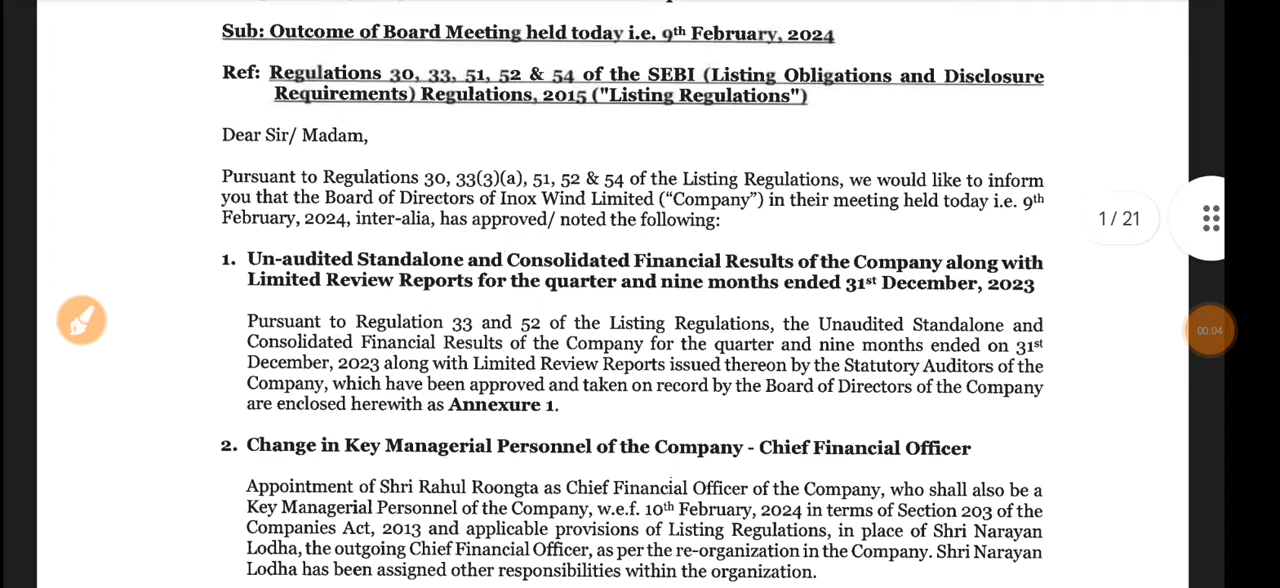 Sub: Outcome of Board Meeting held today i.e. 9th February, 2024
Ref: Regulations 30, 33, 51, 52 & 54 of the SEBI (Listing Obligations and Disclosure
Requirements) Regulations, 2015 ("Listing Regulations")
Dear Sir/ Madam,
Pursuant to Regulations 30, 33(3)(a), 51, 52 & 54 of the Listing Regulations, we would like to inform
you that the Board of Directors of Inox Wind Limited (“Company”) in their meeting held today i.e. 9th
February, 2024, inter-alia, has approved/ noted the following:
1. Un-audited Standalone and Consolidated Financial Results of the Company along with
Limited Review Reports for the quarter and nine months ended 31st December, 2023
Pursuant to Regulation 33 and 52 of the Listing Regulations, the Unaudited Standalone and
Consolidated Financial Results of the Company for the quarter and nine months ended on 31st
December, 2023 along with Limited Review Reports issued thereon by the Statutory Auditors of the
Company, which have been approved and taken on record by the Board of Directors of the Company
are enclosed herewith as Annexure 1.
2. Change in Key Managerial Personnel of the Company - Chief Financial Officer
Appointment of Shri Rahul Roongta as Chief Financial Officer of the Company, who shall also be a
Key Managerial Personnel of the Company, w.e.f. 10th February, 2024 in terms of Section 203 of the
Companies Act, 2013 and applicable provisions of Listing Regulations, in place of Shri Narayan
Lodha, the outgoing Chief Financial Officer, as per the re-organization in the Company. Shri Narayan
Lodha has been assigned other responsibilities within the organization.
1 / 21
00:04